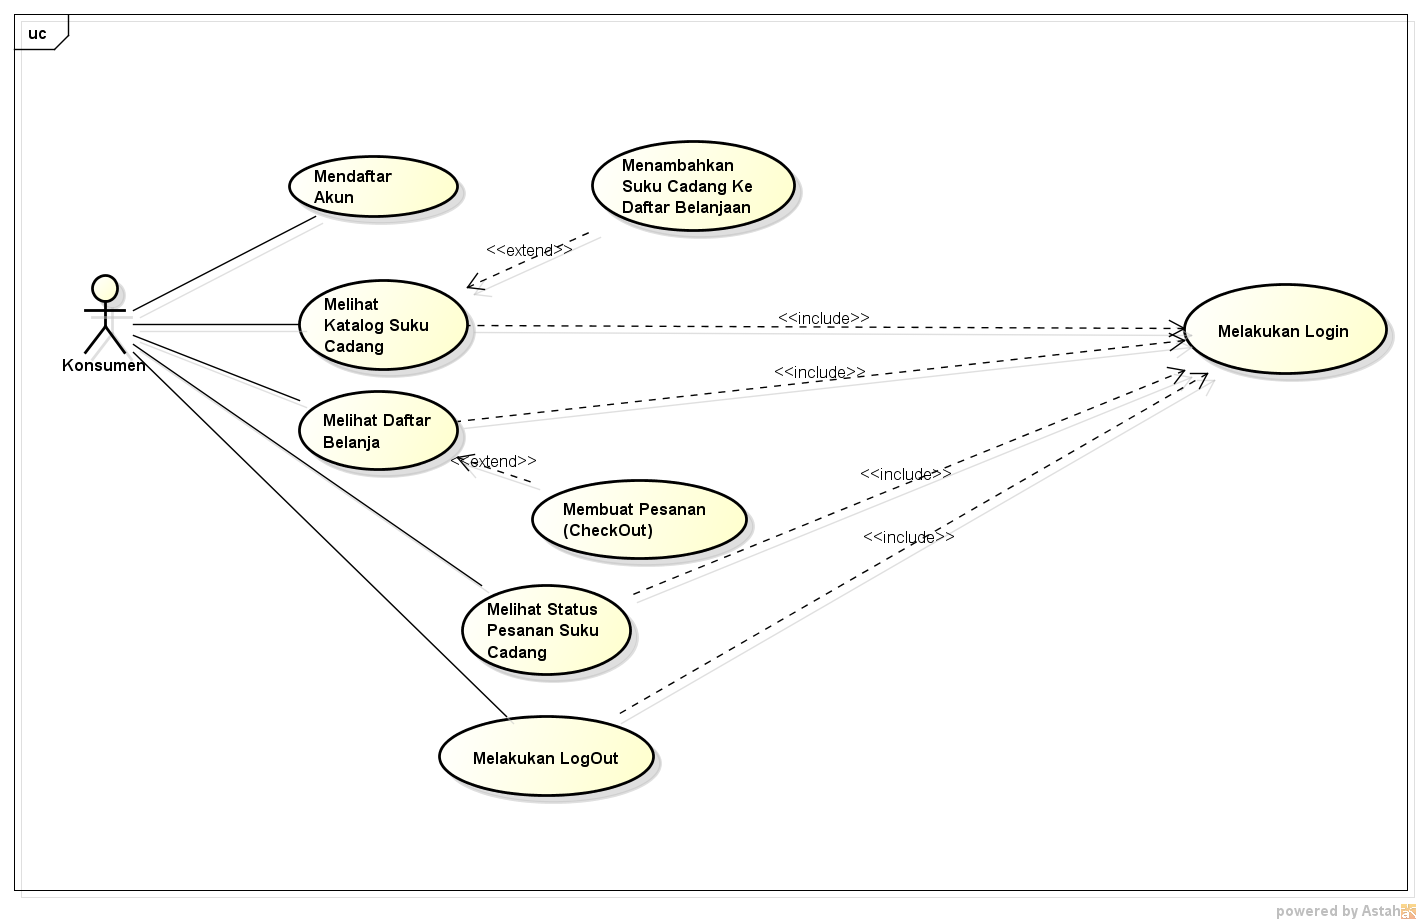 uc
Mendaftar
Akun
Menambahkan
Suku Cadang Ke
Daftar Belanjaan
<<extend>>
Konsumen
Melihat
Katalog Suku
Cadang
<<include>>
Melakukan Login
<<include>>
Melihat Daftar
Belanja
<<extend>>
Membuat Pesanan
(CheckOut)
<<include>>
<<include>>
Melihat Status
Pesanan Suku
Cadang
Melakukan LogOut
powered by Astah